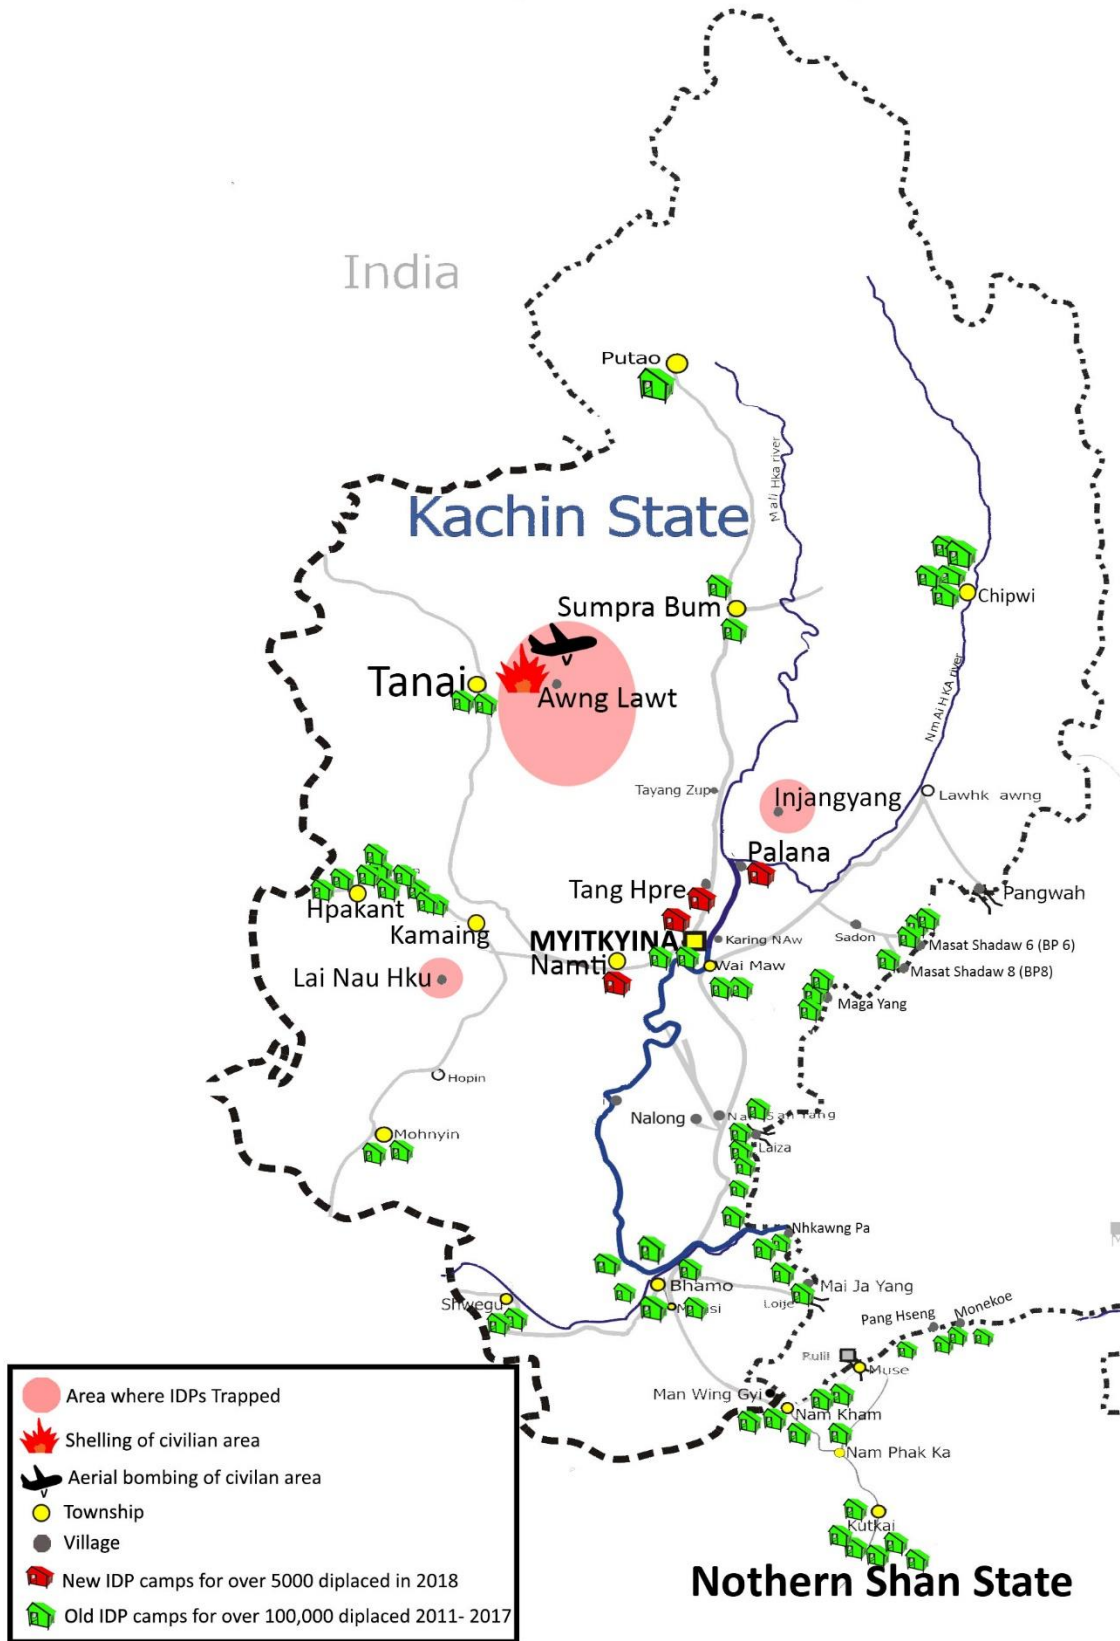 India
Putao
Mali Hka river
Kachin State
Chipwi
Sumpra Bum
NmAi HKA river
Tanai
Awng Lawt
Tayang Zup
Injangyang
Lawhk awng
Palana
Tang Hpre
Pangwah
Hpakant
Kamaing
MYITKYINA
Karing NAw
Sadon
Masat Shadaw 6 (BP 6)
Namti
Wai Maw
Masat Shadaw 8 (BP8)
Lai Nau Hku
Maga Yang
Hopin
Nalong
Mohnyin
Laiza
Nhkawng Pa
Bhamo
Mai Ja Yang
Shwegu
Loije
Pang Hseng
Monekoe
Muse
Man Wing Gyi
Nam Kham
Nam Phak Ka
Kutkai
Nothern Shan State
Area where IDPs Trapped
Shelling of civilian area
Aerial bombing of civilan area
Township
Village
New IDP camps for over 5000 diplaced in 2018
Old IDP camps for over 100,000 diplaced 2011- 2017